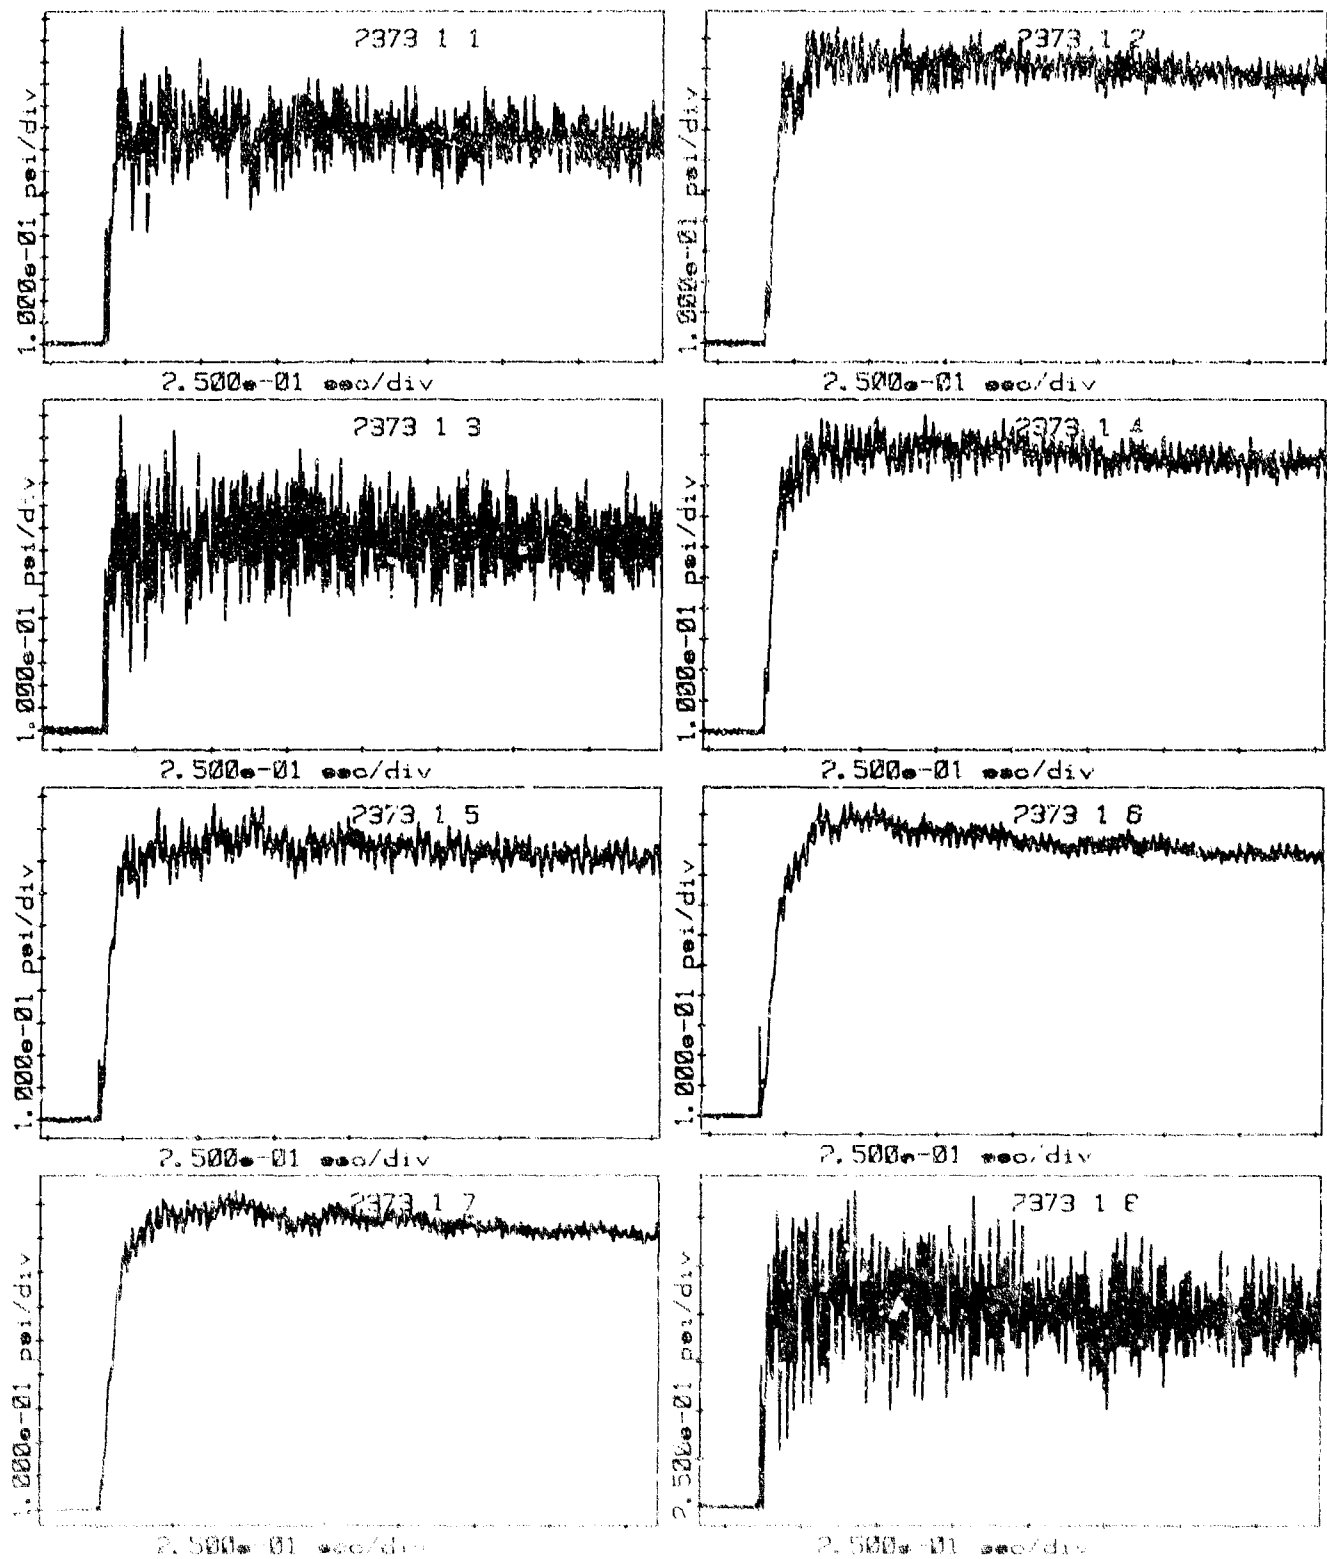 2373 1 1
1.000e-01 psi/div
2.500e-01 sec/div
2373 1 2
1.000e-01 psi/div
2.500e-01 sec/div
2373 1 3
1.000e-01 psi/div
2.500e-01 sec/div
2373 1 4
1.000e-01 psi/div
2.500e-01 sec/div
2373 1 5
1.000e-01 psi/div
2.500e-01 sec/div
2373 1 6
1.000e-01 psi/div
2.500e-01 sec/div
2373 1 7
1.000e-01 psi/div
2.500e-01 sec/div
2373 1
2.500e-01 psi/div
2.500e-01 sec/div